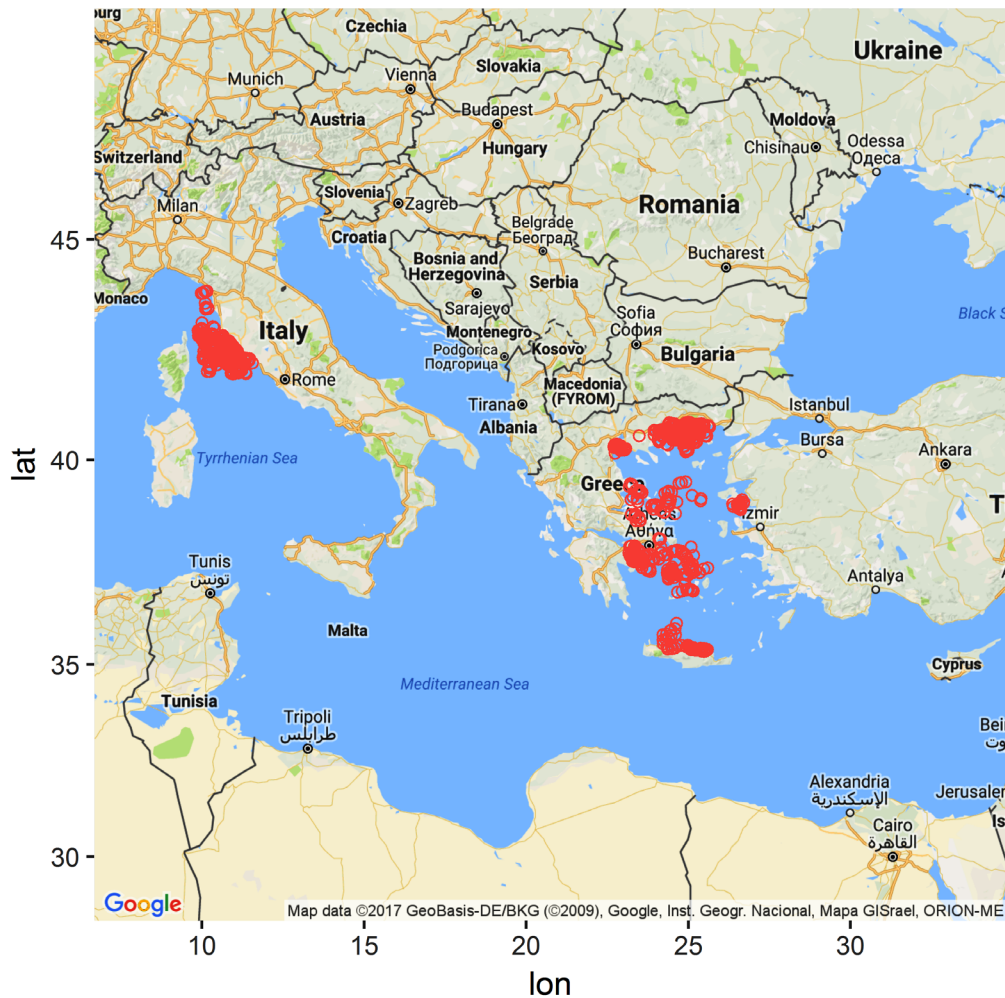 burg
Czechia
Ukraine
Munich
Vienna
Slovakia
Austria
Budapest
Hungary
Moldova
Chisinau
Odessa
Одеса
Switzerland
Milan
Slovenia
Zagreb
Croatia
Romania
Belgrade
Београд
Bucharest
45
Bosnia and
Herzegovina
Sarajevo
Serbia
Monaco
Italy
Montenegro
Podgorica
Подгорица
Kosovo
Sofia
София
Bulgaria
Black S
Rome
Tirana
Albania
Macedonia
(FYROM)
Istanbul
Bursa
Ankara
lat
40
Tyrrhenian Sea
Greece
T
Athens
Αθήνα
Izmir
Antalya
Tunis
تونس
Malta
35
Mediterranean Sea
Cyprus
Tunisia
Tripoli
طرابلس
Bei
وت
Alexandria
الإسكندرية
Jerusalem
Is
Cairo
القاهرة
30
Google
Map data ©2017 GeoBasis-DE/BKG (©2009), Google, Inst. Geogr. Nacional, Mapa GISrael, ORION-ME
10
15
20
25
30
lon